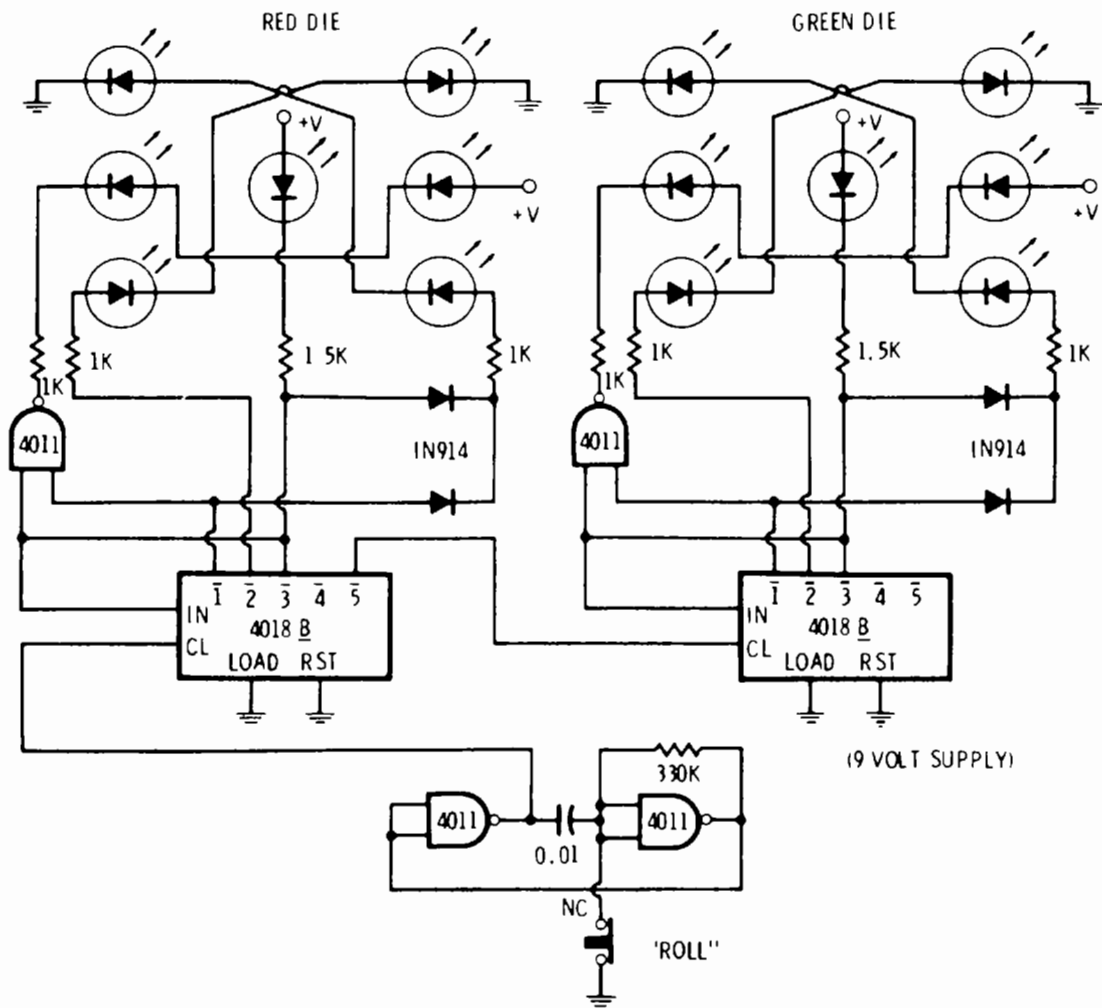 RED DIE
GREEN DIE
+V
+V
+V
+V
1K
1K
1 5K
1K
1K
1K
1.5K
1K
4011
IN914
4011
IN914
1̅ 2̅ 3̅ 4̅ 5̅
IN
4018 B
CL
LOAD RST
1̅ 2̅ 3̅ 4̅ 5̅
IN
4018 B
CL
LOAD RST
(9 VOLT SUPPLY)
330K
4011
4011
0.01
NC
'ROLL"